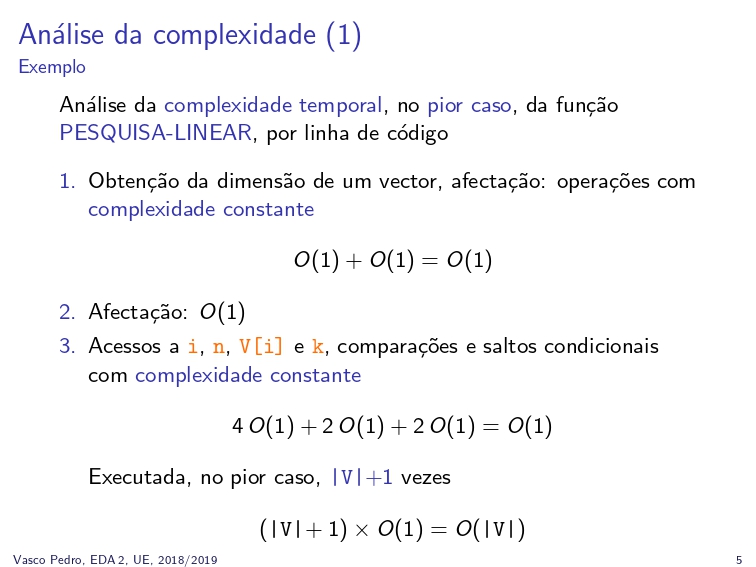 Análise da complexidade (1)
Exemplo
Análise da complexidade temporal, no pior caso, da função
PESQUISA-LINEAR, por linha de código
1. Obtenção da dimensão de um vector, afectação: operações com
complexidade constante
O(1) + O(1) = O(1)
2. Afectação: O(1)
3. Acessos a i, n, V[i] e k, comparações e saltos condicionais
com complexidade constante
4 O(1) + 2 O(1) + 2 O(1) = O(1)
Executada, no pior caso, |V|+1 vezes
(|V| + 1) × O(1) = O(|V|)
Vasco Pedro, EDA 2, UE, 2018/2019
5